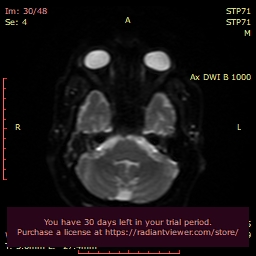 Im: 30/48
Se: 4
A
STP71
STP71
M
Ax DWI B 1000
R
L
You have 30 days left in your trial period.
Purchase a license at https://radiantviewer.com/store/